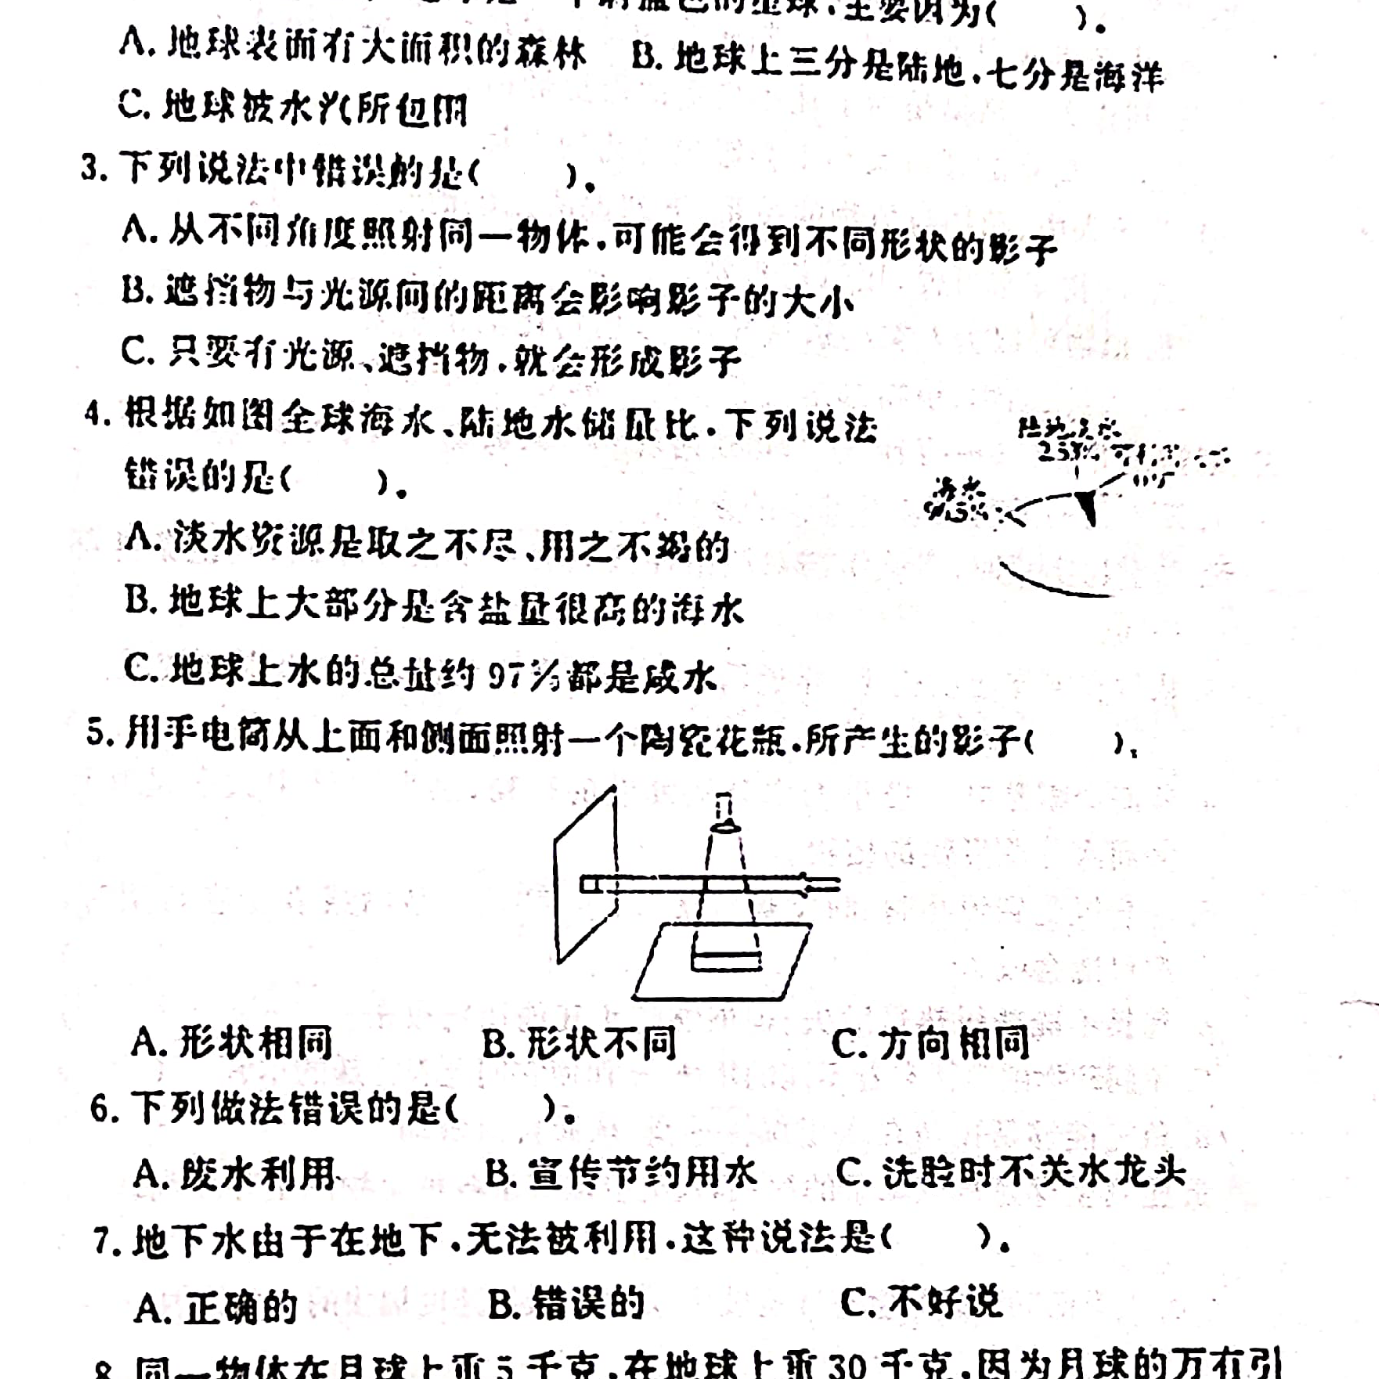 色的星球,主要因为(　　)。
A. 地球表面有大面积的森林　B. 地球上三分是陆地,七分是海洋
C. 地球被水汽所包围
3. 下列说法中错误的是(　　)。
A. 从不同角度照射同一物体,可能会得到不同形状的影子
B. 遮挡物与光源间的距离会影响影子的大小
C. 只要有光源、遮挡物,就会形成影子
4. 根据如图全球海水、陆地水储量比,下列说法
错误的是(　　)。
陆地淡水
海水
A. 淡水资源是取之不尽、用之不竭的
B. 地球上大部分是含盐量很高的海水
C. 地球上水的总量约 97%都是咸水
5. 用手电筒从上面和侧面照射一个陶瓷花瓶,所产生的影子(　　)。
A. 形状相同　B. 形状不同　C. 方向相同
6. 下列做法错误的是(　　)。
A. 废水利用　B. 宣传节约用水　C. 洗脸时不关水龙头
7. 地下水由于在地下,无法被利用,这种说法是(　　)。
A. 正确的　B. 错误的　C. 不好说
8. 同一物体在月球上重 5 千克,在地球上重 30 千克,因为月球的万有引